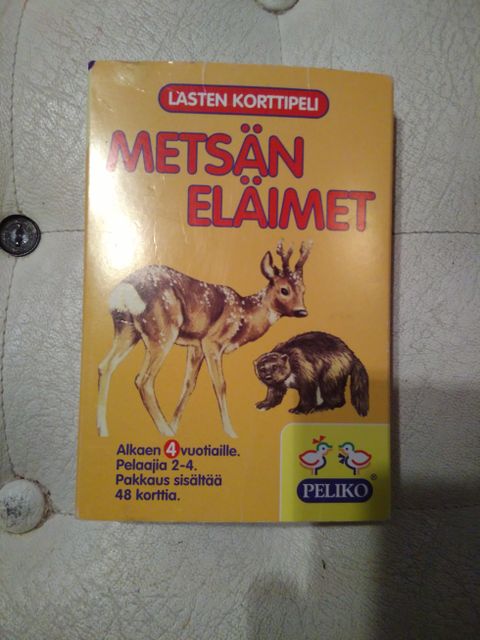 LASTEN KORTTIPELI
METSÄN
ELÄIMET
Alkaen 4 vuotiaille.
Pelaajia 2-4.
Pakkaus sisältää
48 korttia.
PELIKO®